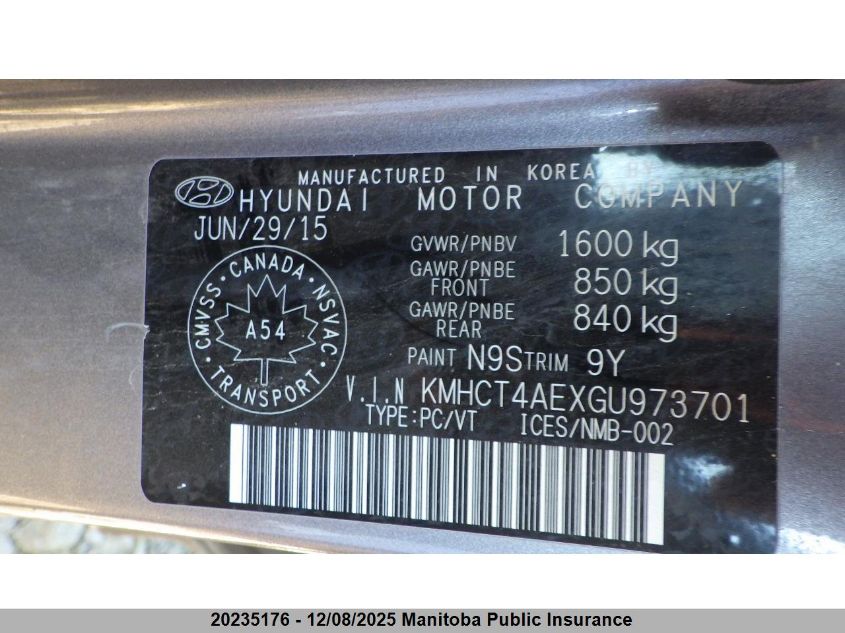 MANUFACTURED IN KOREA BY
HYUNDAI MOTOR COMPANY
JUN/29/15
GVWR/PNBV 1600 kg
GAWR/PNBE FRONT 850 kg
GAWR/PNBE REAR 840 kg
CANADA
CMVSS
NSVAC
A54
TRANSPORT
PAINT N9S TRIM 9Y
V.I.N KMHCT4AEXGU973701
TYPE:PC/VT ICES/NMB-002
20235176 - 12/08/2025 Manitoba Public Insurance